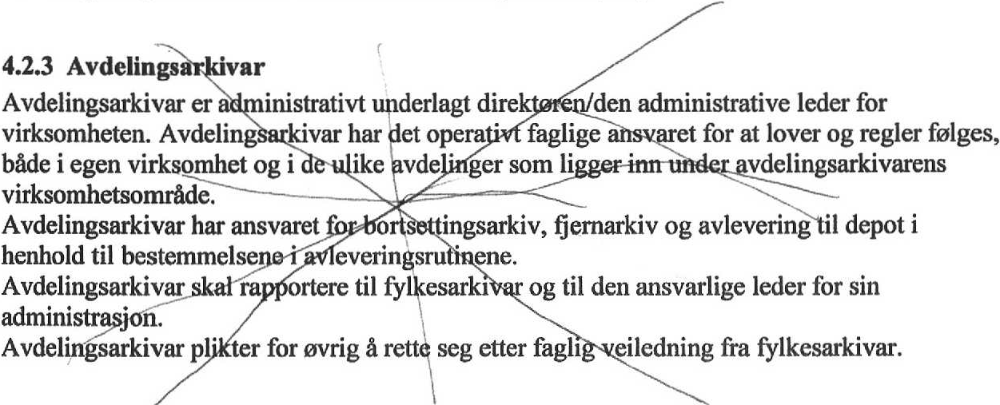 4.2.3 Avdelingsarkivar
Avdelingsarkivar er administrativt underlagt direktøren/den administrative leder for
virksomheten. Avdelingsarkivar har det operativt faglige ansvaret for at lover og regler følges,
både i egen virksomhet og i de ulike avdelinger som ligger inn under avdelingsarkivarens
virksomhetsområde.
Avdelingsarkivar har ansvaret for bortsettingsarkiv, fjernarkiv og avlevering til depot i
henhold til bestemmelsene i avleveringsrutinene.
Avdelingsarkivar skal rapportere til fylkesarkivar og til den ansvarlige leder for sin
administrasjon.
Avdelingsarkivar plikter for øvrig å rette seg etter faglig veiledning fra fylkesarkivar.